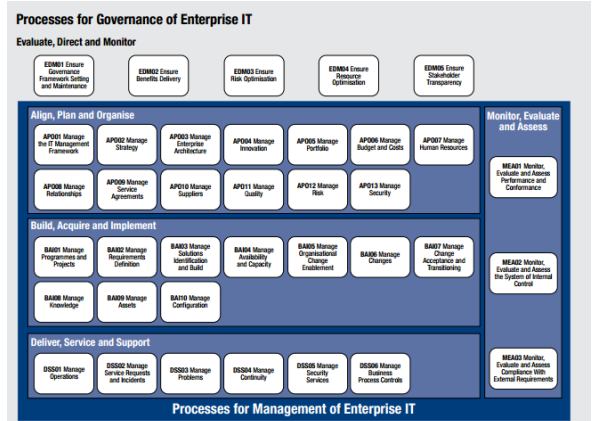 Processes for Governance of Enterprise IT
Evaluate, Direct and Monitor
EDM01 Ensure
Governance
Framework Setting
and Maintenance
EDM02 Ensure
Benefits Delivery
EDM03 Ensure
Risk Optimisation
EDM04 Ensure
Resource
Optimisation
EDM05 Ensure
Stakeholder
Transparency
Align, Plan and Organise
APO01 Manage
the IT Management
Framework
APO02 Manage
Strategy
APO03 Manage
Enterprise
Architecture
APO04 Manage
Innovation
APO05 Manage
Portfolio
APO06 Manage
Budget and Costs
APO07 Manage
Human Resources
APO08 Manage
Relationships
APO09 Manage
Service
Agreements
APO10 Manage
Suppliers
APO11 Manage
Quality
APO12 Manage
Risk
APO13 Manage
Security
Build, Acquire and Implement
BAI01 Manage
Programmes and
Projects
BAI02 Manage
Requirements
Definition
BAI03 Manage
Solutions
Identification
and Build
BAI04 Manage
Availability
and Capacity
BAI05 Manage
Organisational
Change
Enablement
BAI06 Manage
Changes
BAI07 Manage
Change
Acceptance and
Transitioning
BAI08 Manage
Knowledge
BAI09 Manage
Assets
BAI10 Manage
Configuration
Deliver, Service and Support
DSS01 Manage
Operations
DSS02 Manage
Service Requests
and Incidents
DSS03 Manage
Problems
DSS04 Manage
Continuity
DSS05 Manage
Security
Services
DSS06 Manage
Business
Process Controls
Monitor, Evaluate
and Assess
MEA01 Monitor,
Evaluate and Assess
Performance and
Conformance
MEA02 Monitor,
Evaluate and Assess
the System of Internal
Control
MEA03 Monitor,
Evaluate and Assess
Compliance With
External Requirements
Processes for Management of Enterprise IT